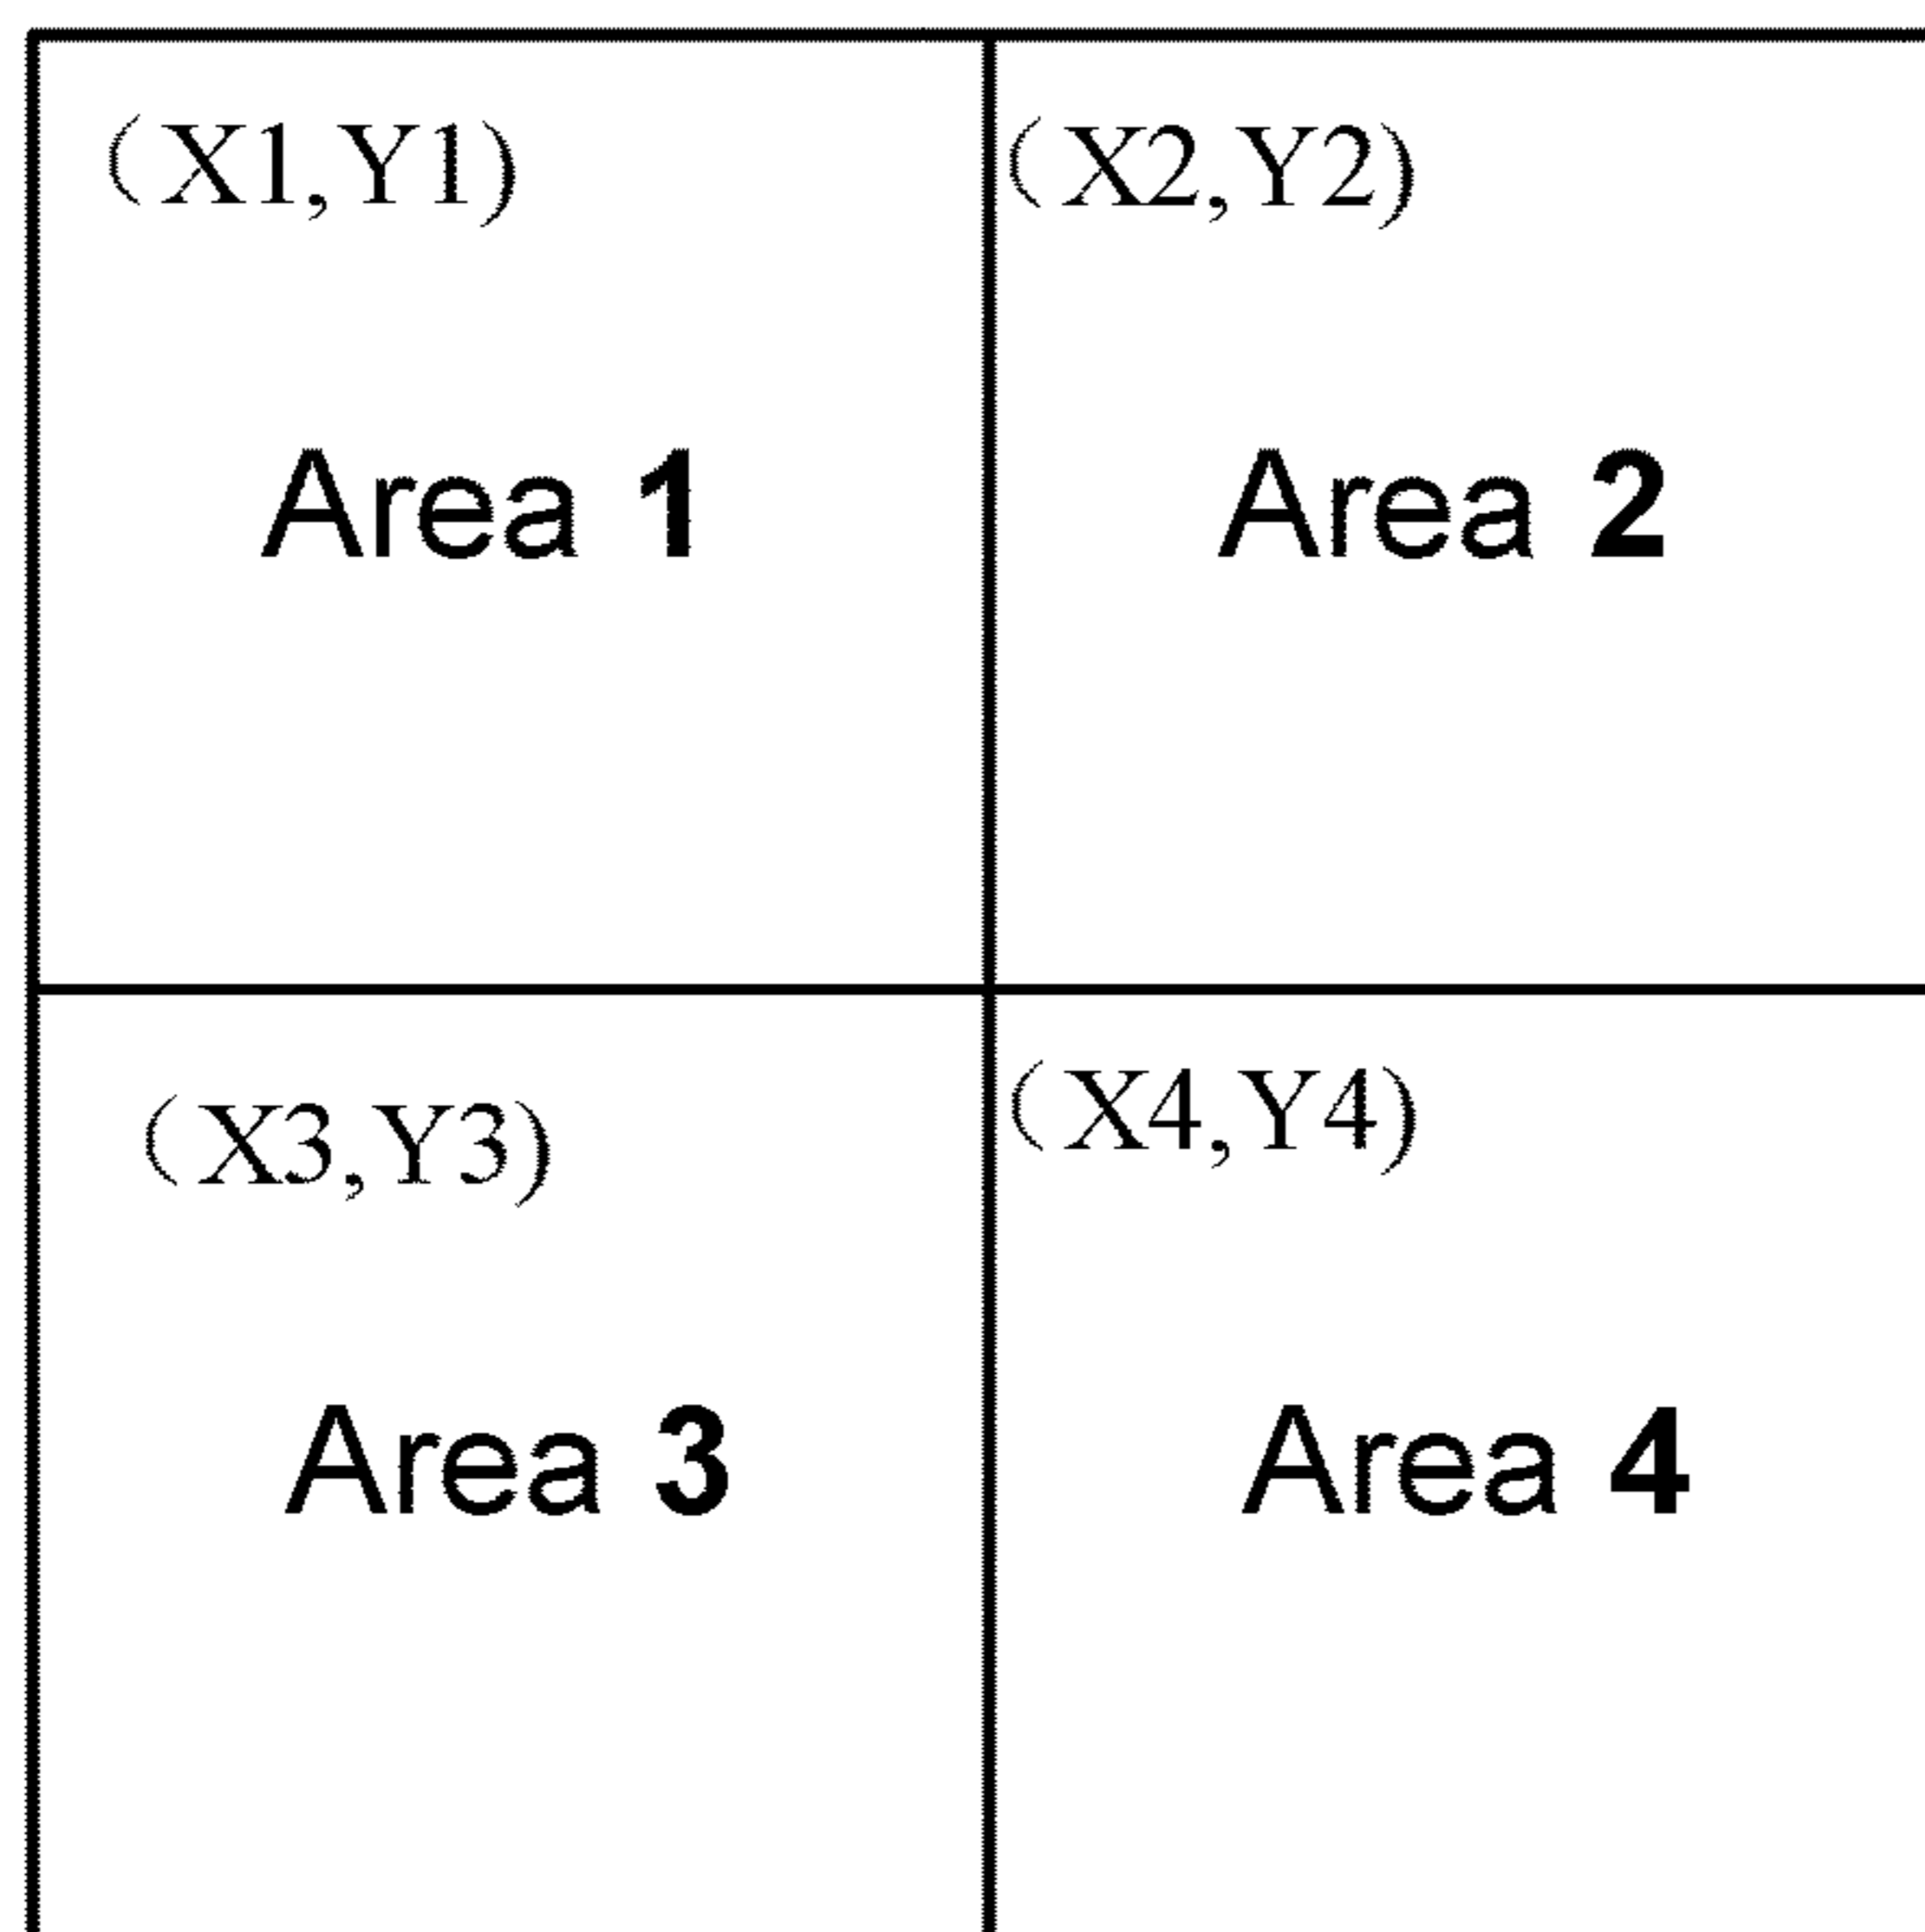 (X1,Y1)
(X2,Y2)
Area 1
Area 2
(X3,Y3)
(X4,Y4)
Area 3
Area 4